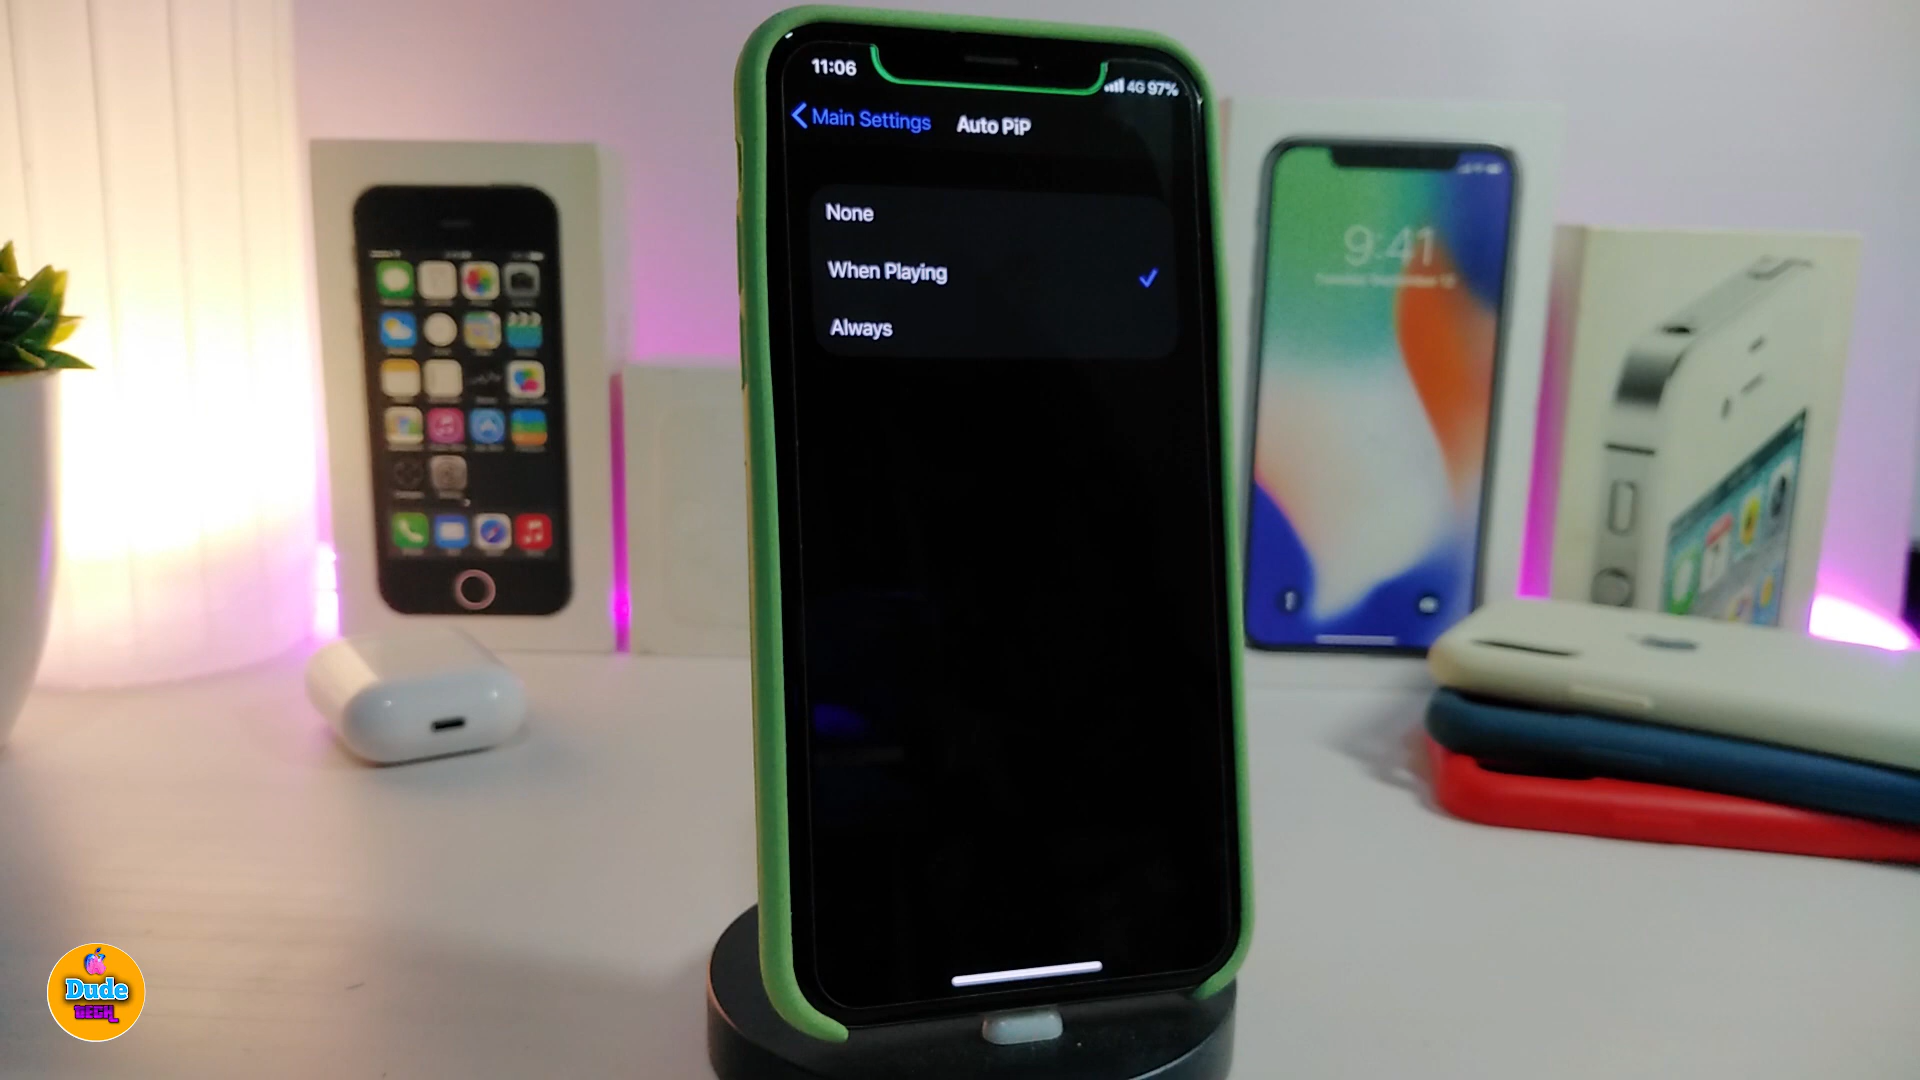 11:06
4G 97%
Main Settings
Auto PiP
None
When Playing
Always
9:41
Dude
TECH